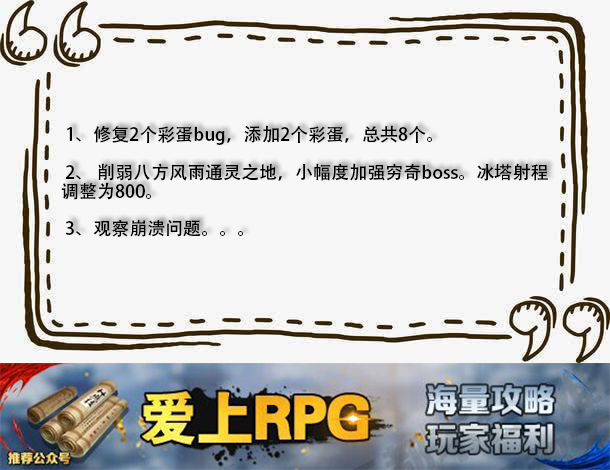 1、修复2个彩蛋bug，添加2个彩蛋，总共8个。
2、 削弱八方风雨通灵之地，小幅度加强穷奇boss。冰塔射程
调整为800。
3、观察崩溃问题。。。
爱上RPG
海量攻略
玩家福利
推荐公众号